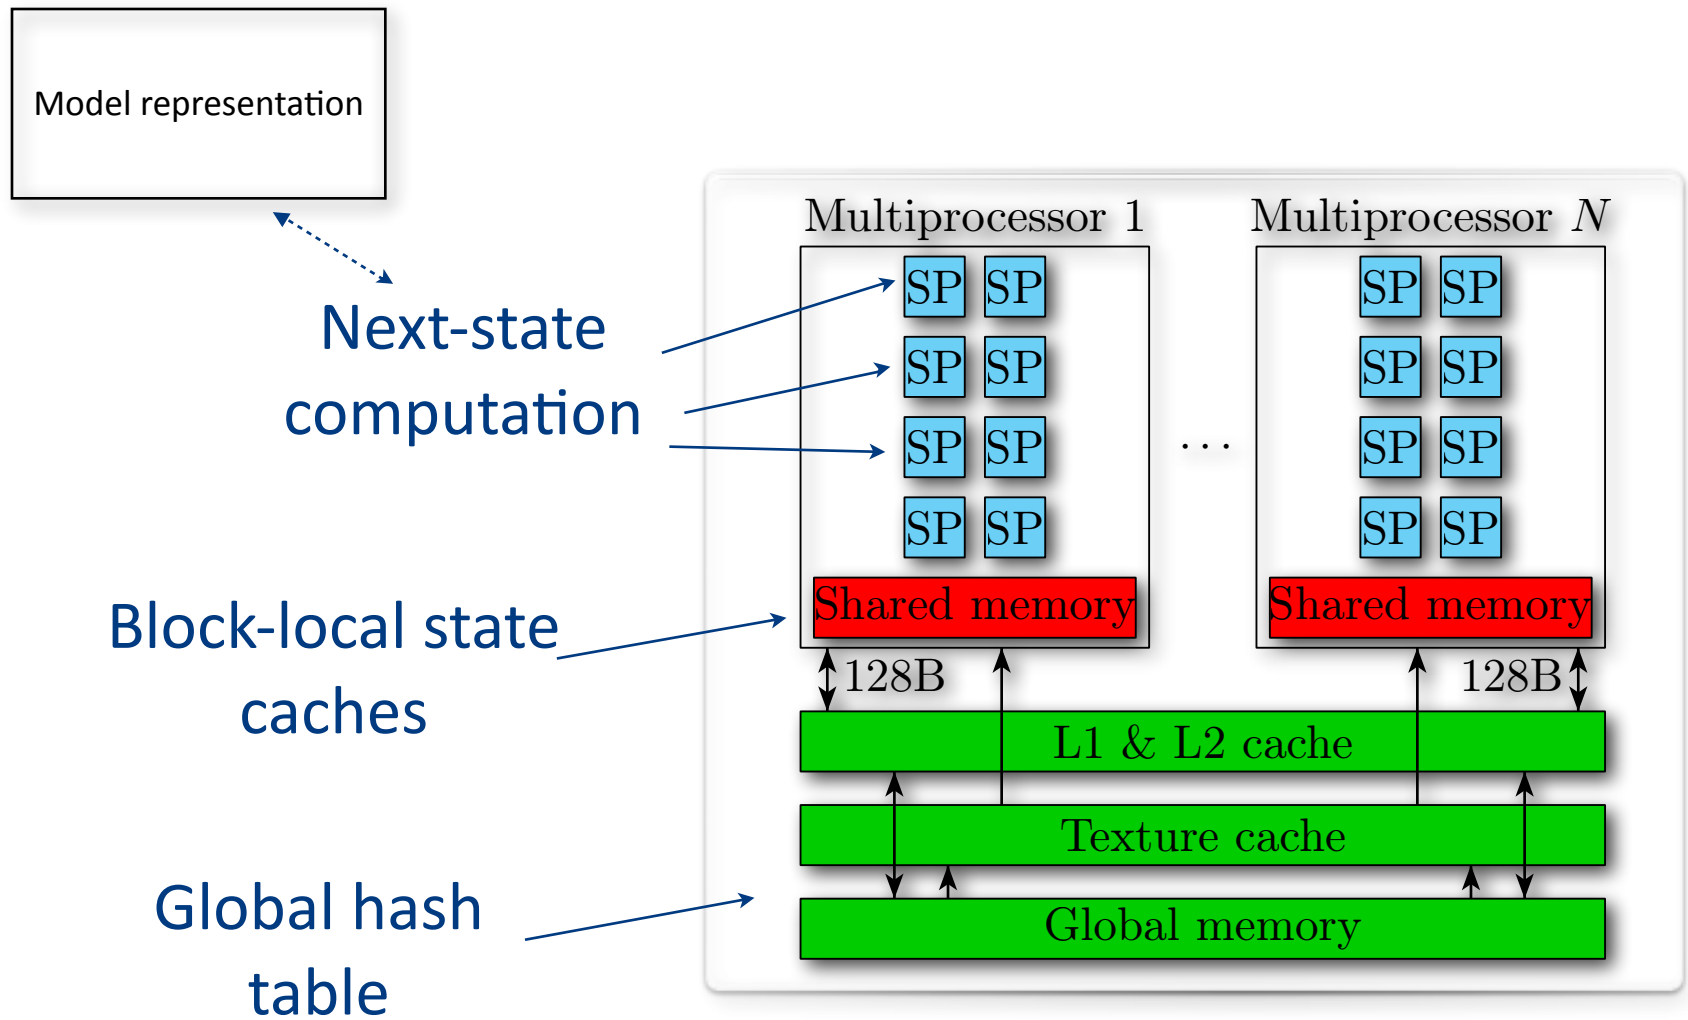 Model representation
Multiprocessor 1
Multiprocessor N
Next-state
computation
SP SP
SP SP
SP SP
SP SP
...
SP SP
SP SP
SP SP
SP SP
Block-local state
caches
Shared memory
Shared memory
128B
128B
L1 & L2 cache
Texture cache
Global hash
table
Global memory